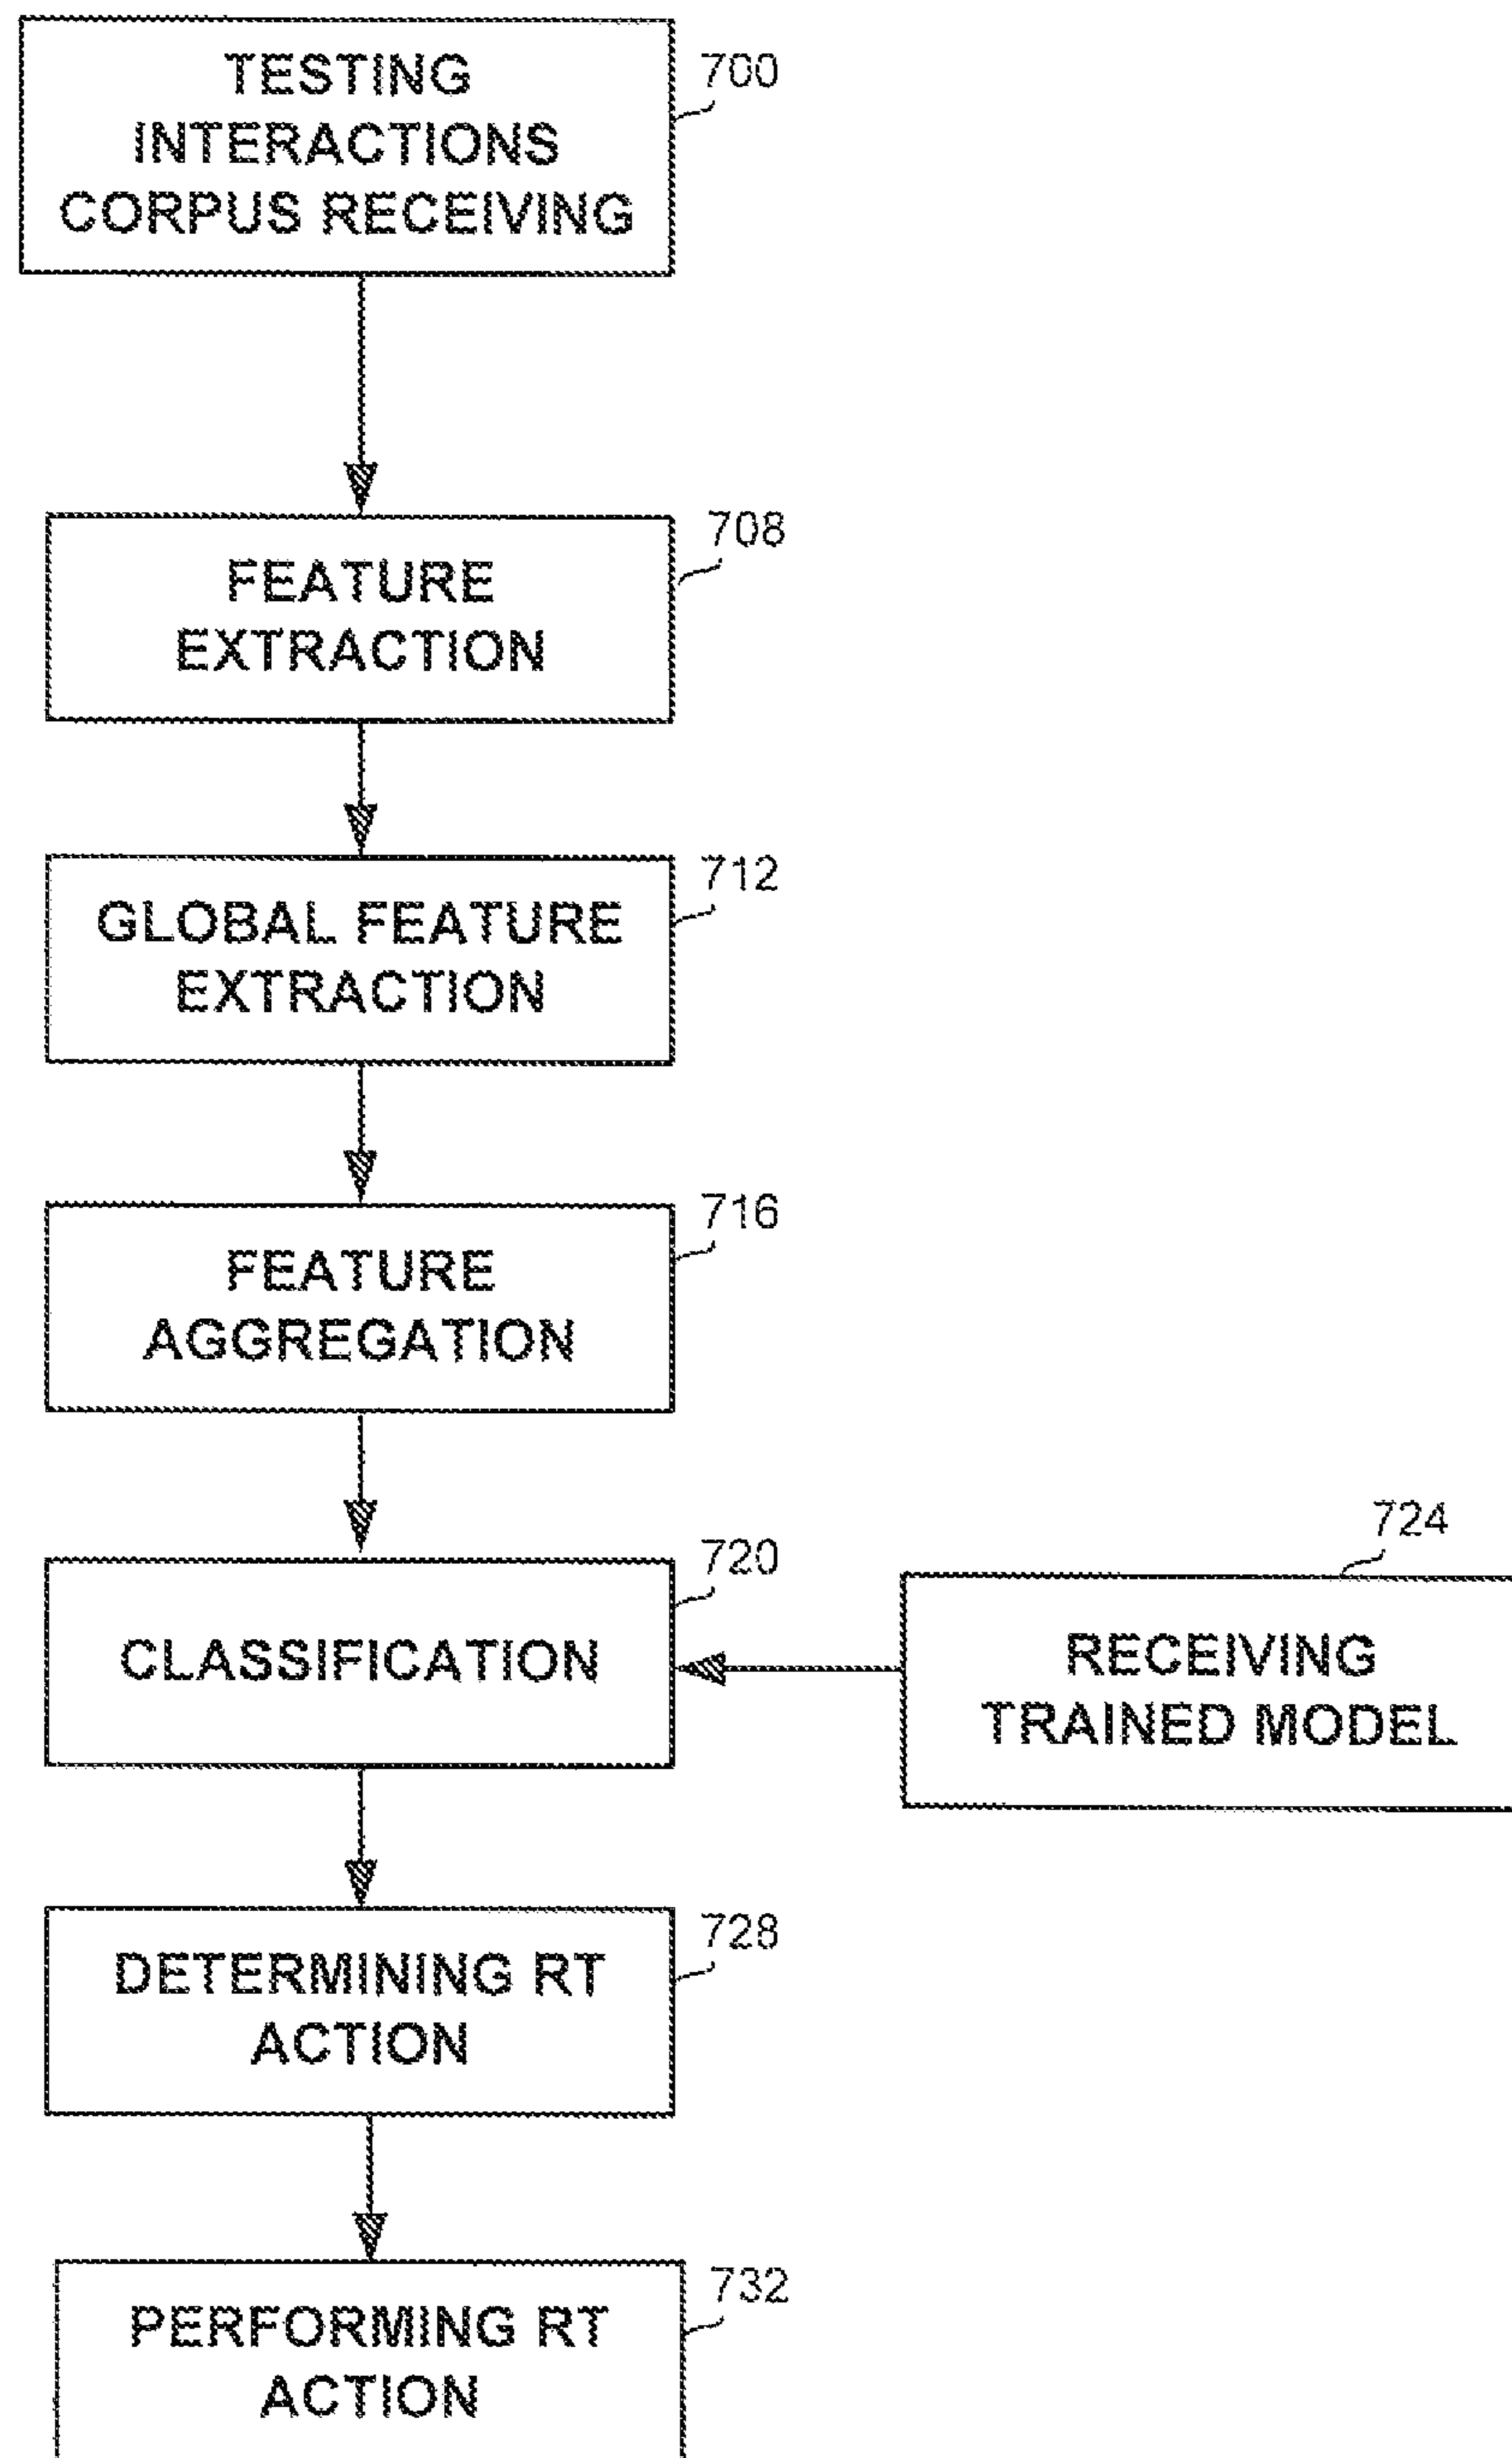 TESTING
INTERACTIONS
CORPUS RECEIVING
700
FEATURE
EXTRACTION
708
GLOBAL FEATURE
EXTRACTION
712
FEATURE
AGGREGATION
716
CLASSIFICATION
720
RECEIVING
TRAINED MODEL
724
DETERMINING RT
ACTION
728
PERFORMING RT
ACTION
732